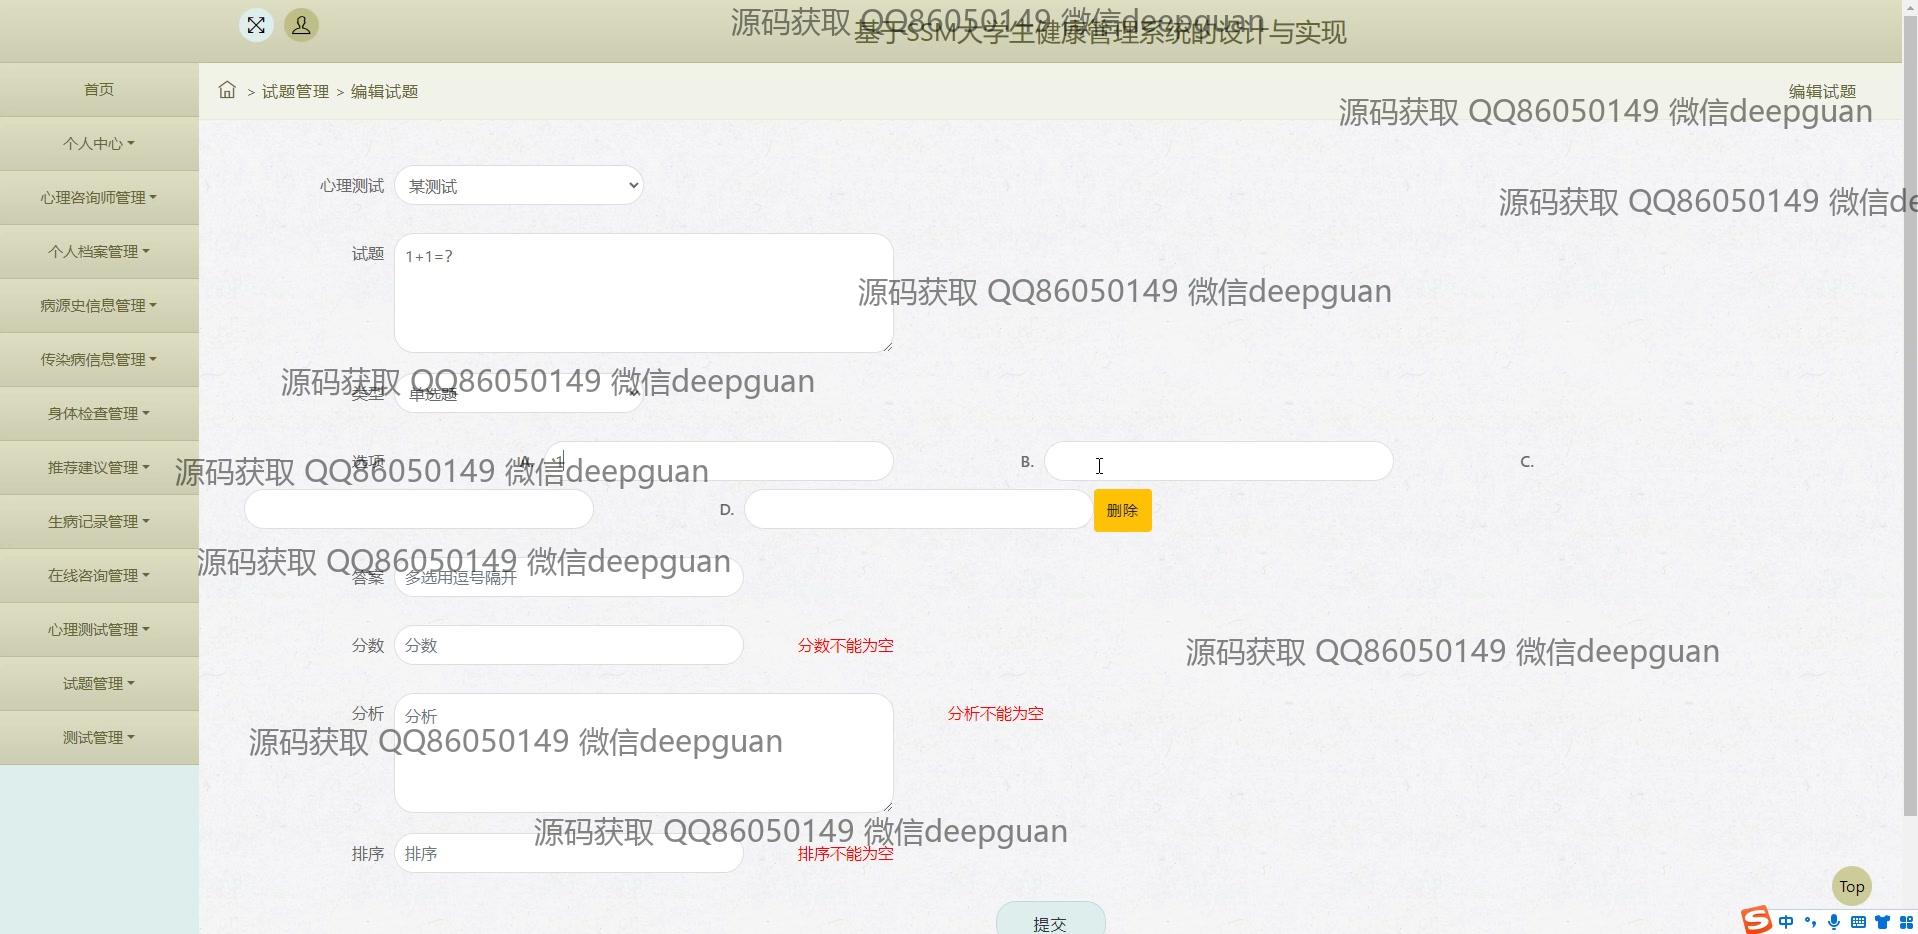 源码获取 QQ86050149 微信deepguan
基于SSM大学生健康管理系统的设计与实现
首页
> 试题管理 > 编辑试题
编辑试题
源码获取 QQ86050149 微信deepguan
个人中心
心理测试 某测试
心理咨询师管理
源码获取 QQ86050149 微信de
个人档案管理
试题 1+1=?
源码获取 QQ86050149 微信deepguan
病源史信息管理
传染病信息管理
源码获取 QQ86050149 微信deepguan
类型 单选题
身体检查管理
选项 A. 1 B. C.
推荐建议管理
源码获取 QQ86050149 微信deepguan
D. 删除
生病记录管理
源码获取 QQ86050149 微信deepguan
在线咨询管理
答案 多选用逗号隔开
心理测试管理
分数 分数 分数不能为空
源码获取 QQ86050149 微信deepguan
试题管理
分析 分析 分析不能为空
测试管理
源码获取 QQ86050149 微信deepguan
源码获取 QQ86050149 微信deepguan
排序 排序 排序不能为空
Top
提交
中